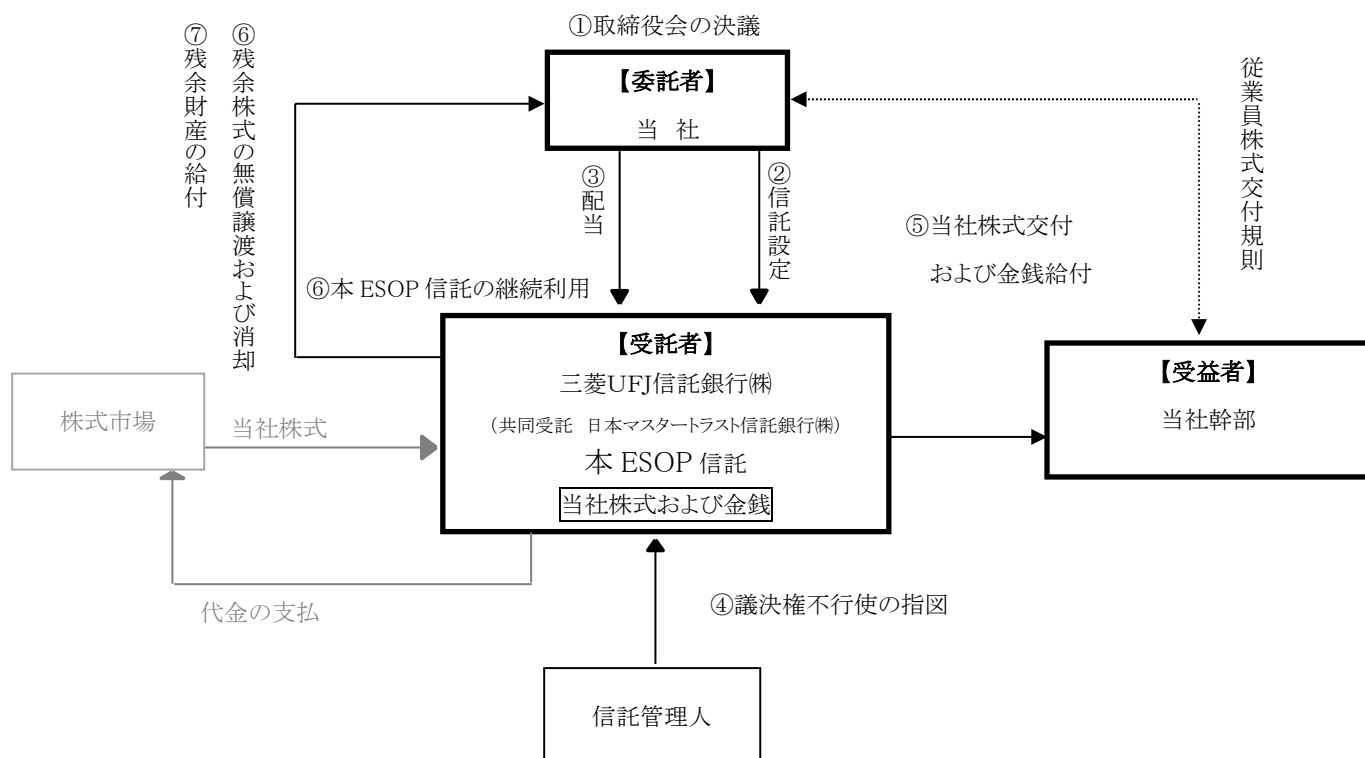 ①取締役会の決議
⑦残余財産の給付
⑥残余株式の無償譲渡および消却
【委託者】
当 社
従業員株式交付規則
③配当
②信託設定
⑤当社株式交付
および金銭給付
⑥本 ESOP 信託の継続利用
【受託者】
三菱UFJ信託銀行㈱
(共同受託 日本マスタートラスト信託銀行㈱)
本 ESOP 信託
当社株式および金銭
【受益者】
当社幹部
株式市場
当社株式
代金の支払
④議決権不行使の指図
信託管理人